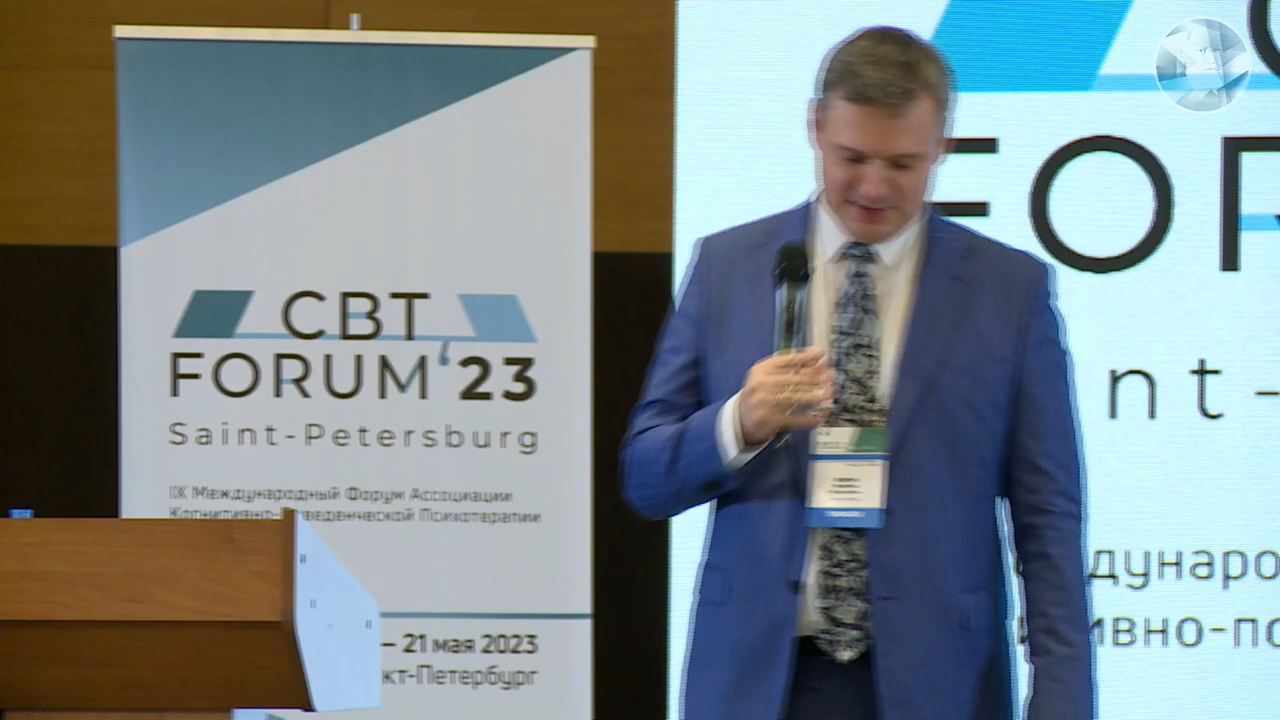 CBT
FORUM '23
Saint-Petersburg
IX Международный Форум Ассоциации
Когнитивно-Поведенческой Психотерапии
– 21 мая 2023
кт-Петербург
FOR
nt-
дунаро
ивно-по